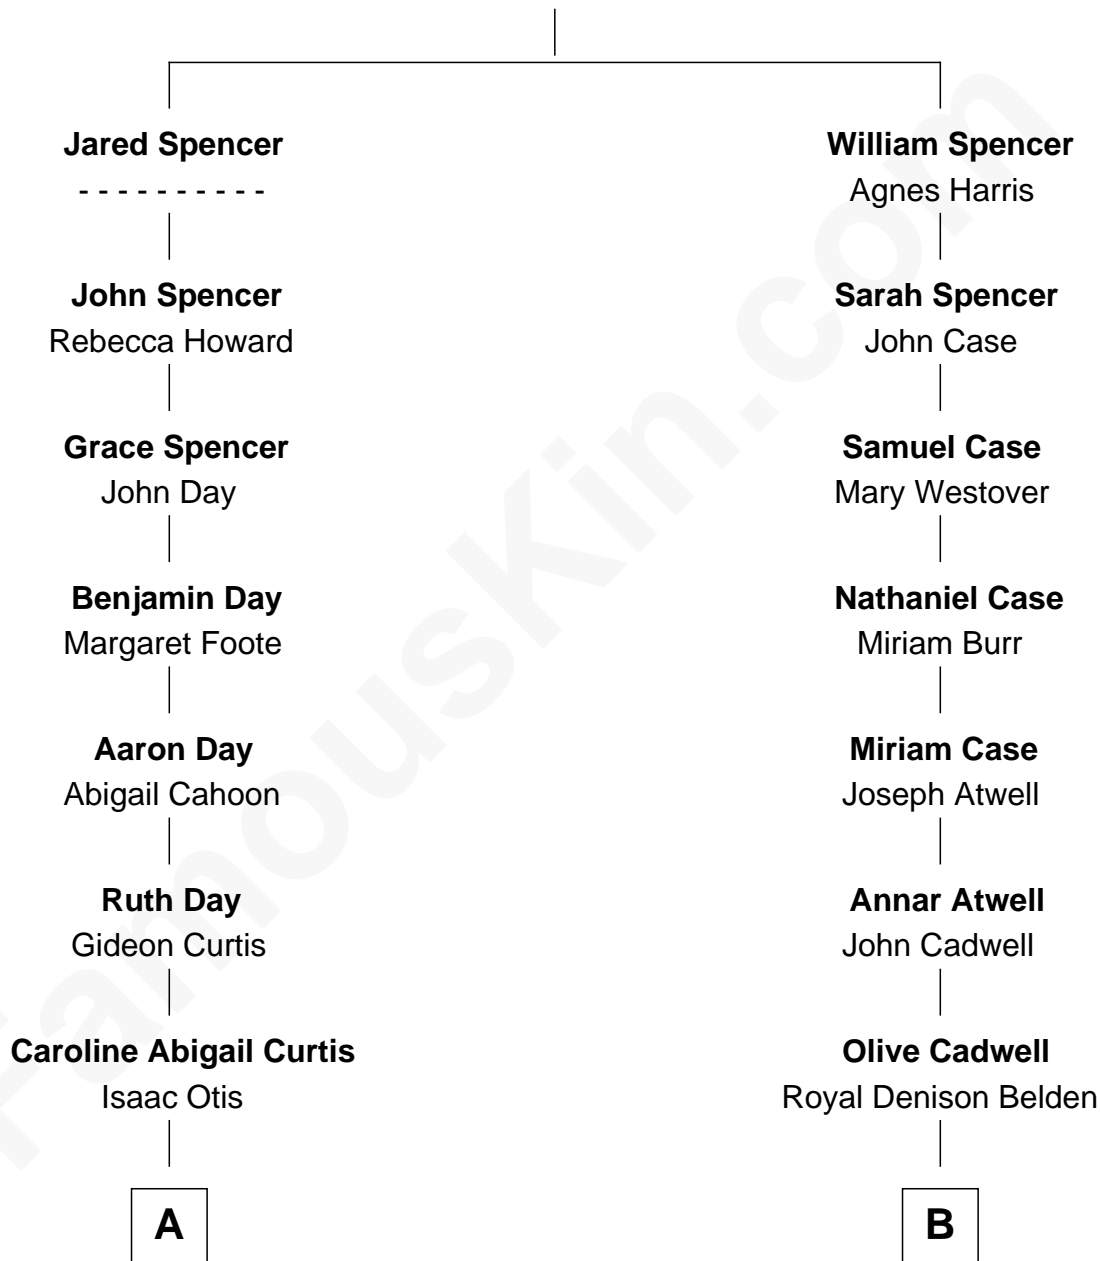 Jared Spencer
- - - - - - - - - -
John Spencer
Rebecca Howard
Grace Spencer
John Day
Benjamin Day
Margaret Foote
Aaron Day
Abigail Cahoon
Ruth Day
Gideon Curtis
Caroline Abigail Curtis
Isaac Otis
A
William Spencer
Agnes Harris
Sarah Spencer
John Case
Samuel Case
Mary Westover
Nathaniel Case
Miriam Burr
Miriam Case
Joseph Atwell
Annar Atwell
John Cadwell
Olive Cadwell
Royal Denison Belden
B
FamousKin.com